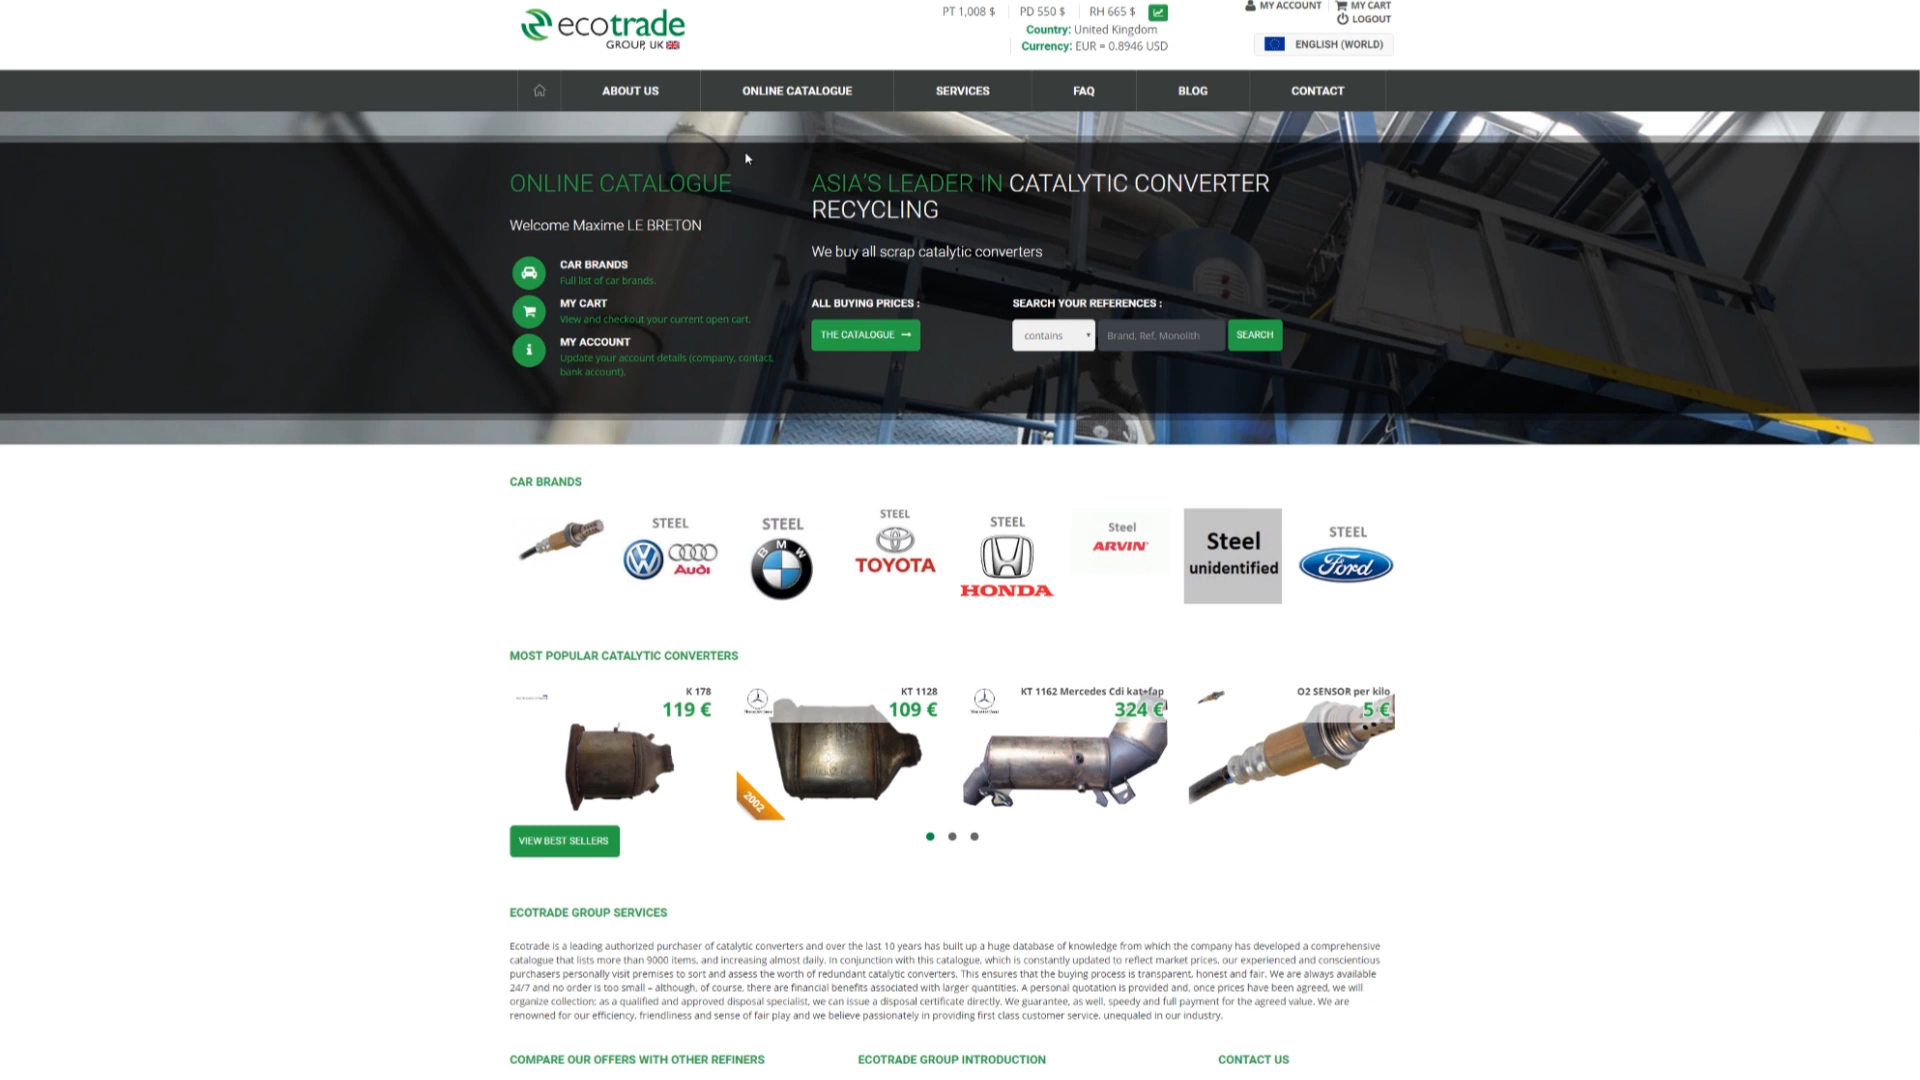 ecotrade
GROUP, UK
PT 1,008 $
PD 550 $
RH 665 $
Country: United Kingdom
Currency: EUR = 0.8946 USD
MY ACCOUNT
MY CART
LOGOUT
ENGLISH (WORLD)
ABOUT US
ONLINE CATALOGUE
SERVICES
FAQ
BLOG
CONTACT
ONLINE CATALOGUE
Welcome Maxime LE BRETON
CAR BRANDS
Full list of car brands.
MY CART
View and checkout your current open cart.
MY ACCOUNT
Update your account details (company, contact,
bank account).
ASIA'S LEADER IN CATALYTIC CONVERTER
RECYCLING
We buy all scrap catalytic converters
ALL BUYING PRICES :
THE CATALOGUE
SEARCH YOUR REFERENCES :
contains
Brand, Ref, Monolith
SEARCH
CAR BRANDS
STEEL
Audi
STEEL
BMW
STEEL
TOYOTA
STEEL
HONDA
Steel
ARVIN
Steel
unidentified
STEEL
Ford
MOST POPULAR CATALYTIC CONVERTERS
K 178
119 €
KT 1128
109 €
2002
KT 1162 Mercedes Cdi kat+fap
324 €
O2 SENSOR per kilo
5 €
VIEW BEST SELLERS
ECOTRADE GROUP SERVICES
Ecotrade is a leading authorized purchaser of catalytic converters and over the last 10 years has built up a huge database of knowledge from which the company has developed a comprehensive
catalogue that lists more than 9000 items, and increasing almost daily. In conjunction with this catalogue, which is constantly updated to reflect market prices, our experienced and conscientious
purchasers personally visit premises to sort and assess the worth of redundant catalytic converters. This ensures that the buying process is transparent, honest and fair. We are always available
24/7 and no order is too small – although, of course, there are financial benefits associated with larger quantities. A personal quotation is provided and, once prices have been agreed, we will
organize collection; as a qualified and approved disposal specialist, we can issue a disposal certificate directly. We guarantee, as well, speedy and full payment for the agreed value. We are
renowned for our efficiency, friendliness and sense of fair play and we believe passionately in providing first class customer service, unequaled in our industry.
COMPARE OUR OFFERS WITH OTHER REFINERS
ECOTRADE GROUP INTRODUCTION
CONTACT US